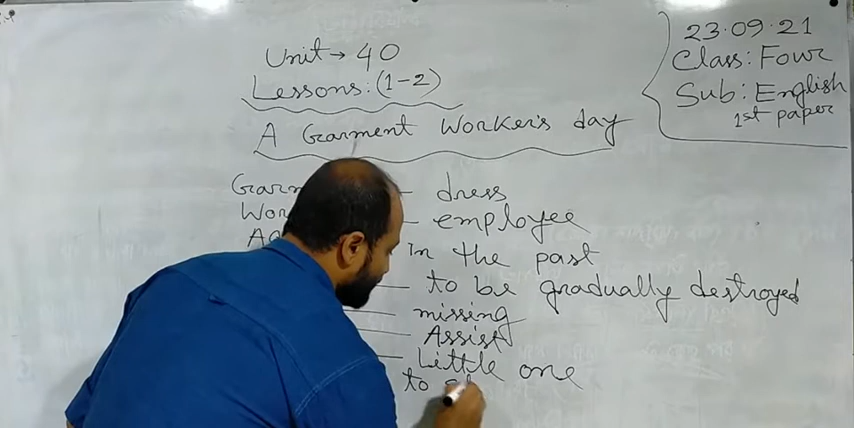 23.09.21
Class: Four
Sub: English
1st paper
Unit → 40
Lessons: (1-2)
A Garment Worker's day
— dress
— employee
In the past
— to be gradually destroyed
— missing
— Assist
— Little one
to